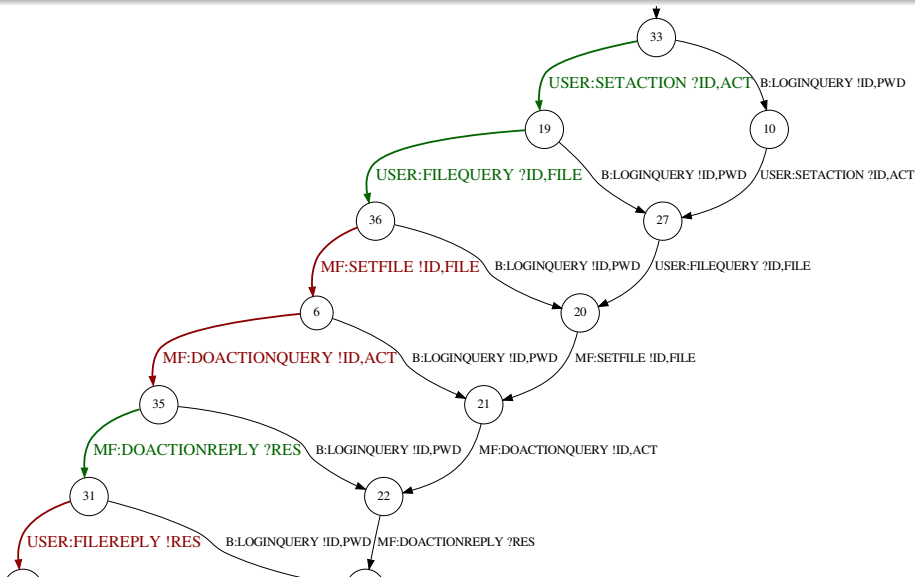 33
USER:SETACTION ?ID,ACT
B:LOGINQUERY !ID,PWD
19
10
USER:FILEQUERY ?ID,FILE
B:LOGINQUERY !ID,PWD
USER:SETACTION ?ID,ACT
36
27
MF:SETFILE !ID,FILE
B:LOGINQUERY !ID,PWD
USER:FILEQUERY ?ID,FILE
6
20
MF:DOACTIONQUERY !ID,ACT
B:LOGINQUERY !ID,PWD
MF:SETFILE !ID,FILE
35
21
MF:DOACTIONREPLY ?RES
B:LOGINQUERY !ID,PWD
MF:DOACTIONQUERY !ID,ACT
31
22
USER:FILEREPLY !RES
B:LOGINQUERY !ID,PWD
MF:DOACTIONREPLY ?RES